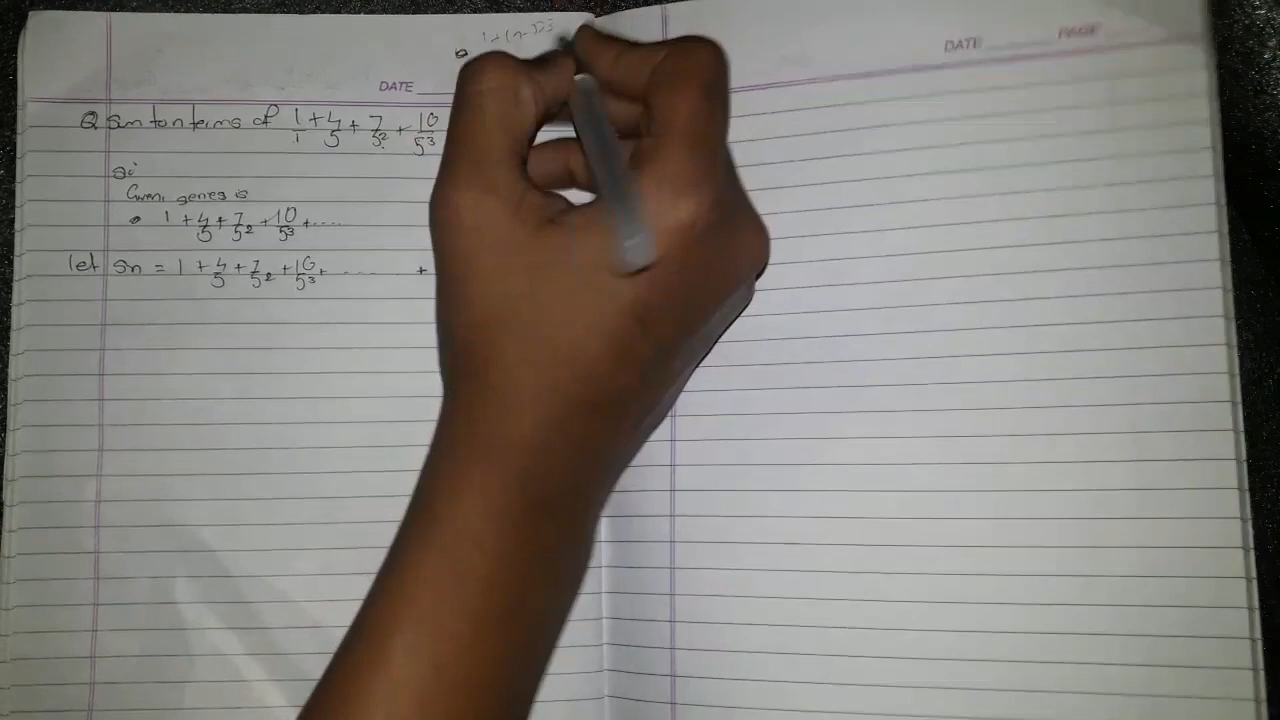 1+(n-1)3
DATE
DATE PAGE
Q Sum to n terms of 1/1 + 4/5 + 7/5² + 10/5³
so
Given series is
1 + 4/5 + 7/5² + 10/5³ + .....
let Sn = 1 + 4/5 + 7/5² + 10/5³ + ........ +